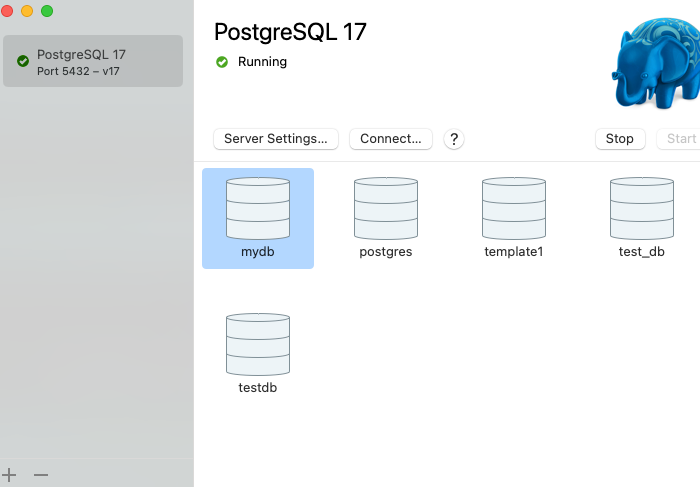 PostgreSQL 17
Port 5432 – v17
PostgreSQL 17
Running
Server Settings...
Connect...
?
Stop
Start
mydb
postgres
template1
test_db
testdb